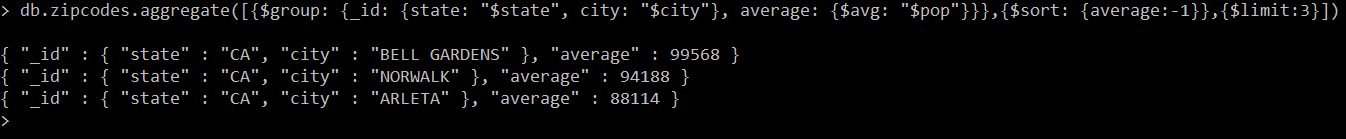 > db.zipcodes.aggregate([{$group: {_id: {state: "$state", city: "$city"}, average: {$avg: "$pop"}}},{$sort: {average:-1}},{$limit:3}])
{ "_id" : { "state" : "CA", "city" : "BELL GARDENS" }, "average" : 99568 }
{ "_id" : { "state" : "CA", "city" : "NORWALK" }, "average" : 94188 }
{ "_id" : { "state" : "CA", "city" : "ARLETA" }, "average" : 88114 }
>